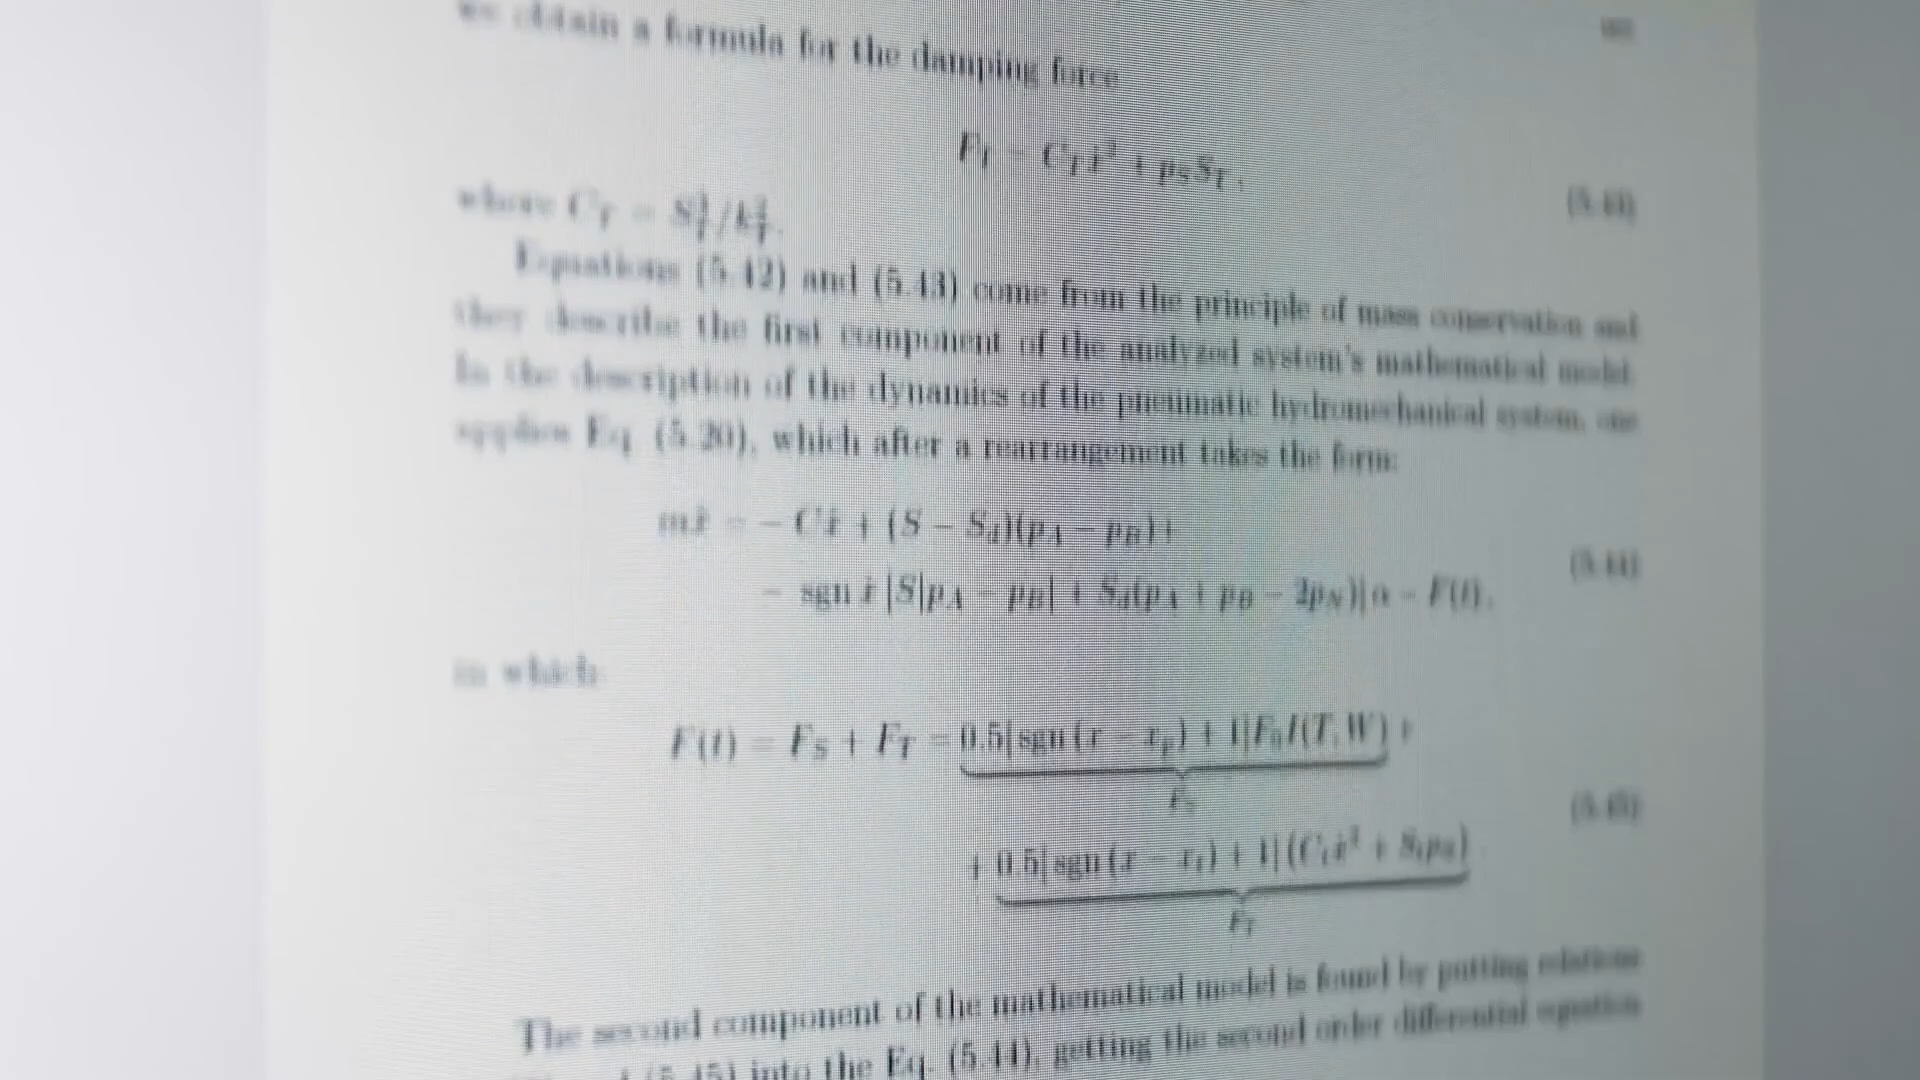 we obtain a formula for the damping force
F_T = C_T ẋ² + p_S S_T ,
where C_T = S_T³/k_T².
Equations (5.42) and (5.43) come from the principle of mass conservation and
they describe the first component of the analyzed system's mathematical model.
In the description of the dynamics of the pneumatic hydromechanical system, one
applies Eq. (5.20), which after a rearrangement takes the form:
mẍ = − Cẋ + (S − S_d)(p_A − p_B)+
(5.44)
− sgn ẋ [S|p_A − p_B| + S_d(p_A + p_B − 2p_N)] α − F(t),
in which
F(t) = F_S + F_T = 0.5[sgn (x − x_p) + 1]F_0 I(T, W) +
F_S
(5.45)
+ 0.5[sgn (x − x_t) + 1] (C_t ẋ² + S_t p_s)
F_T
The second component of the mathematical model is found by putting relations
(5.45) into the Eq. (5.44), getting the second order differential equation